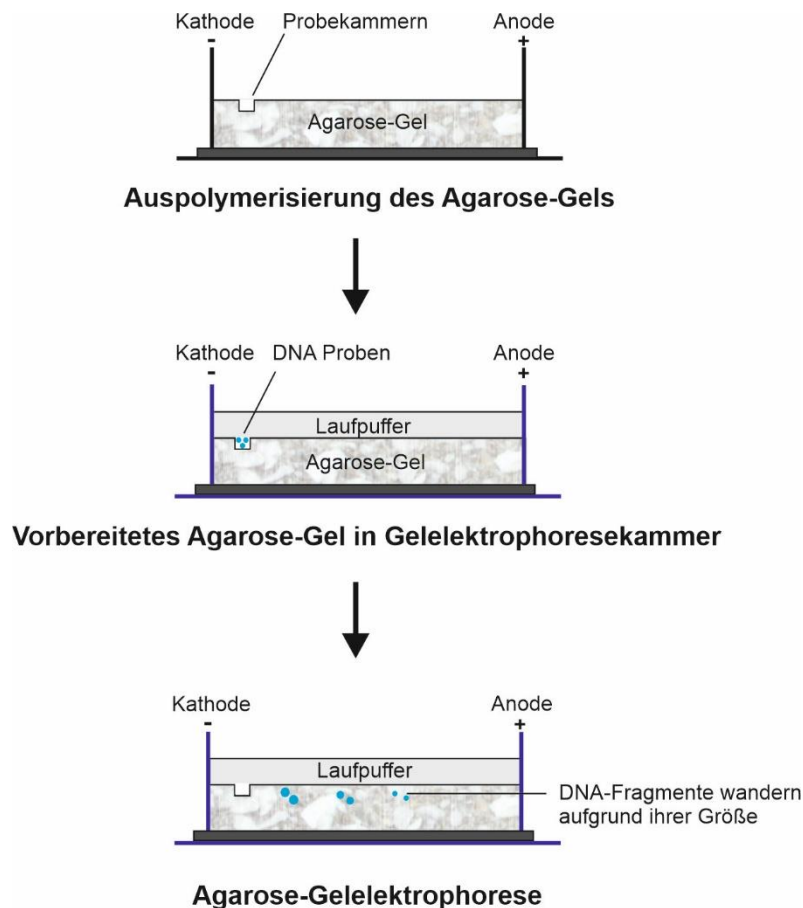 Kathode
-
Probekammern
Anode
+
Agarose-Gel
Auspolymerisierung des Agarose-Gels
Kathode
-
DNA Proben
Anode
+
Laufpuffer
Agarose-Gel
Vorbereitetes Agarose-Gel in Gelelektrophoresekammer
Kathode
-
Anode
+
Laufpuffer
DNA-Fragmente wandern
aufgrund ihrer Größe
Agarose-Gelelektrophorese